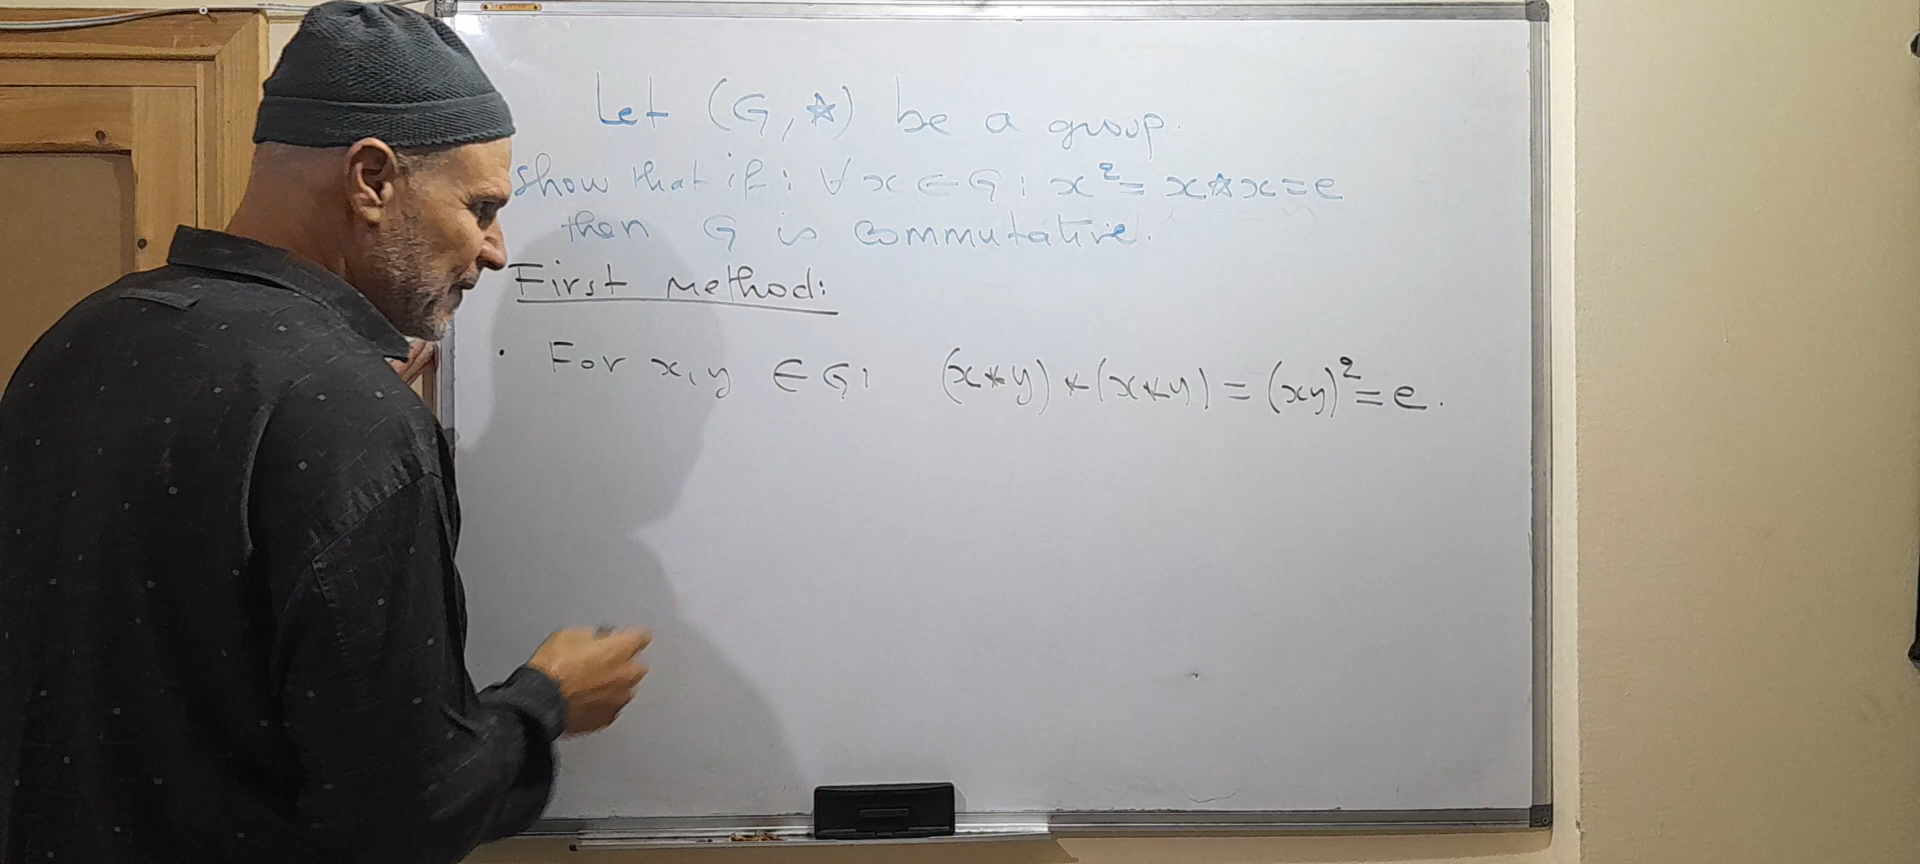 Let (G, ☆) be a group.
Show that if : ∀ x ∈ G : x² = x ☆ x = e
then G is commutative.
First method:
. For x, y ∈ G : (x * y) * (x * y) = (xy)² = e.